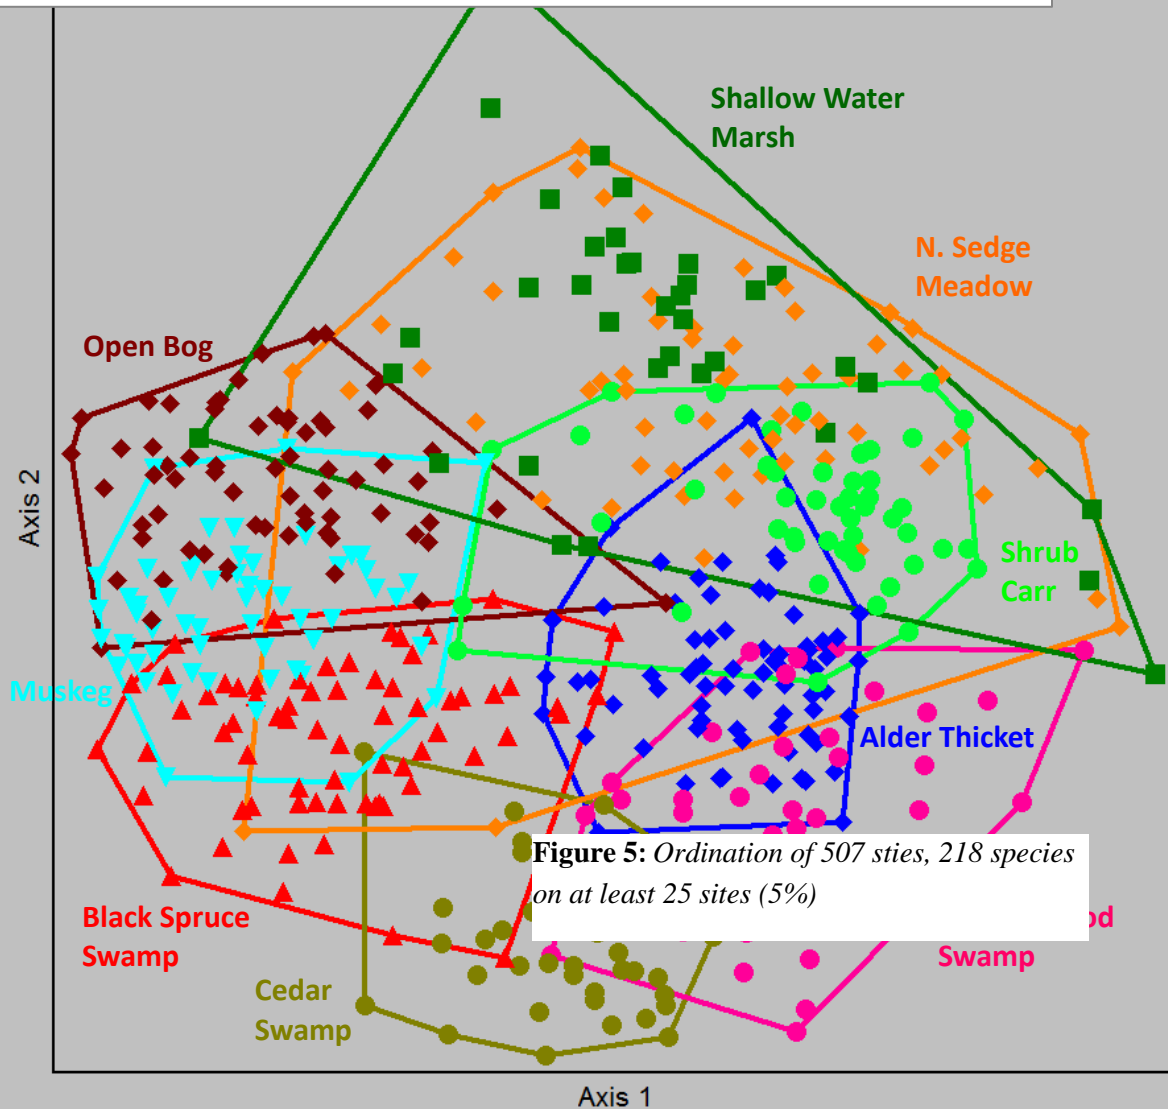 Shallow Water
Marsh
N. Sedge
Meadow
Open Bog
Axis 2
Shrub
Carr
Muskeg
Alder Thicket
Figure 5: Ordination of 507 sties, 218 species
on at least 25 sites (5%)
Black Spruce
Swamp
Swamp
Cedar
Swamp
Axis 1